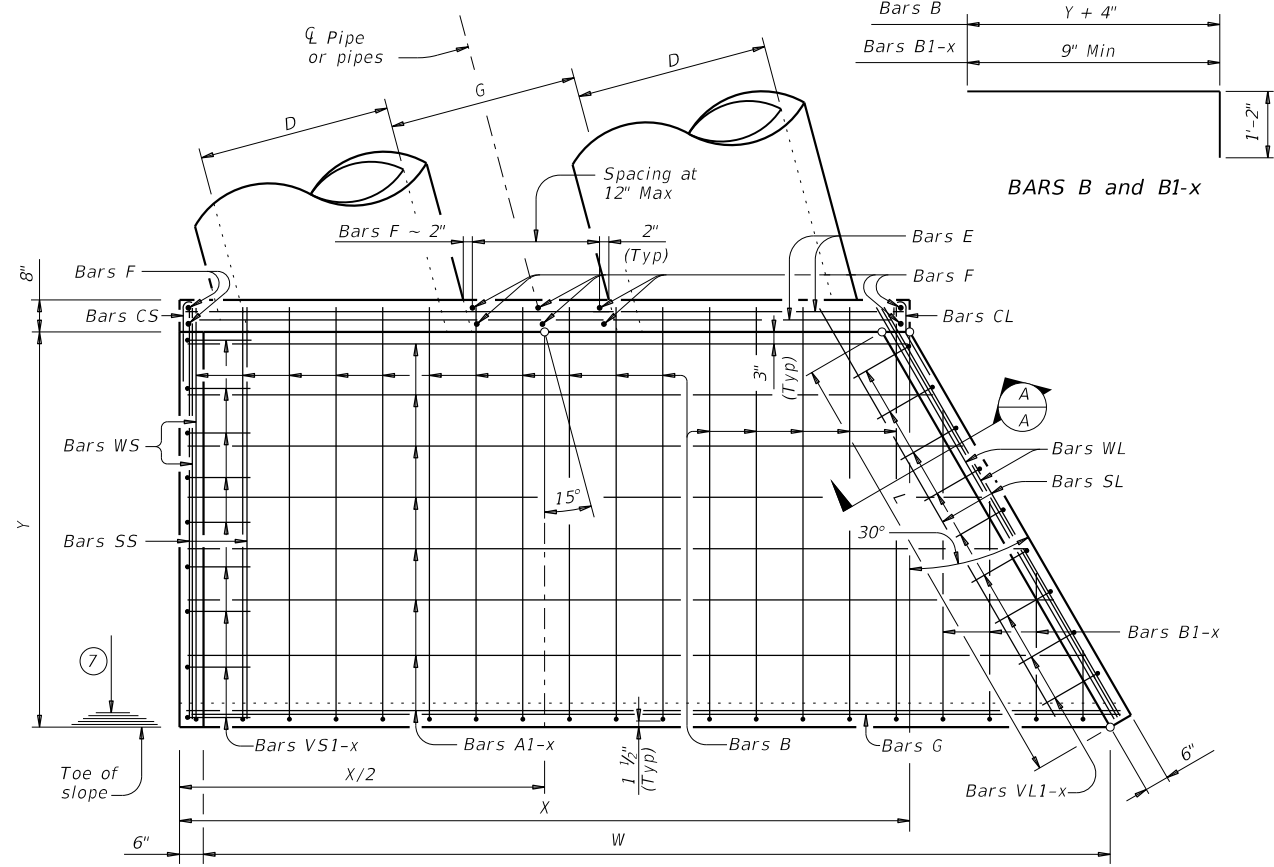 Bars B
Y + 4"
Bars B1-x
9" Min
1'-2"
BARS B and B1-x
℄ Pipe
or pipes
D
G
D
Spacing at
12" Max
Bars F ~ 2"
2"
(Typ)
Bars E
8"
Bars F
Bars F
Bars CS
Bars CL
3"
(Typ)
A
A
Bars WS
Bars WL
Bars SL
L
15°
Y
30°
Bars SS
Bars B1-x
7
Bars VS1-x
Bars A1-x
1 ½"
(Typ)
Bars B
Bars G
6"
Toe of
slope
X/2
Bars VL1-x
X
6"
W